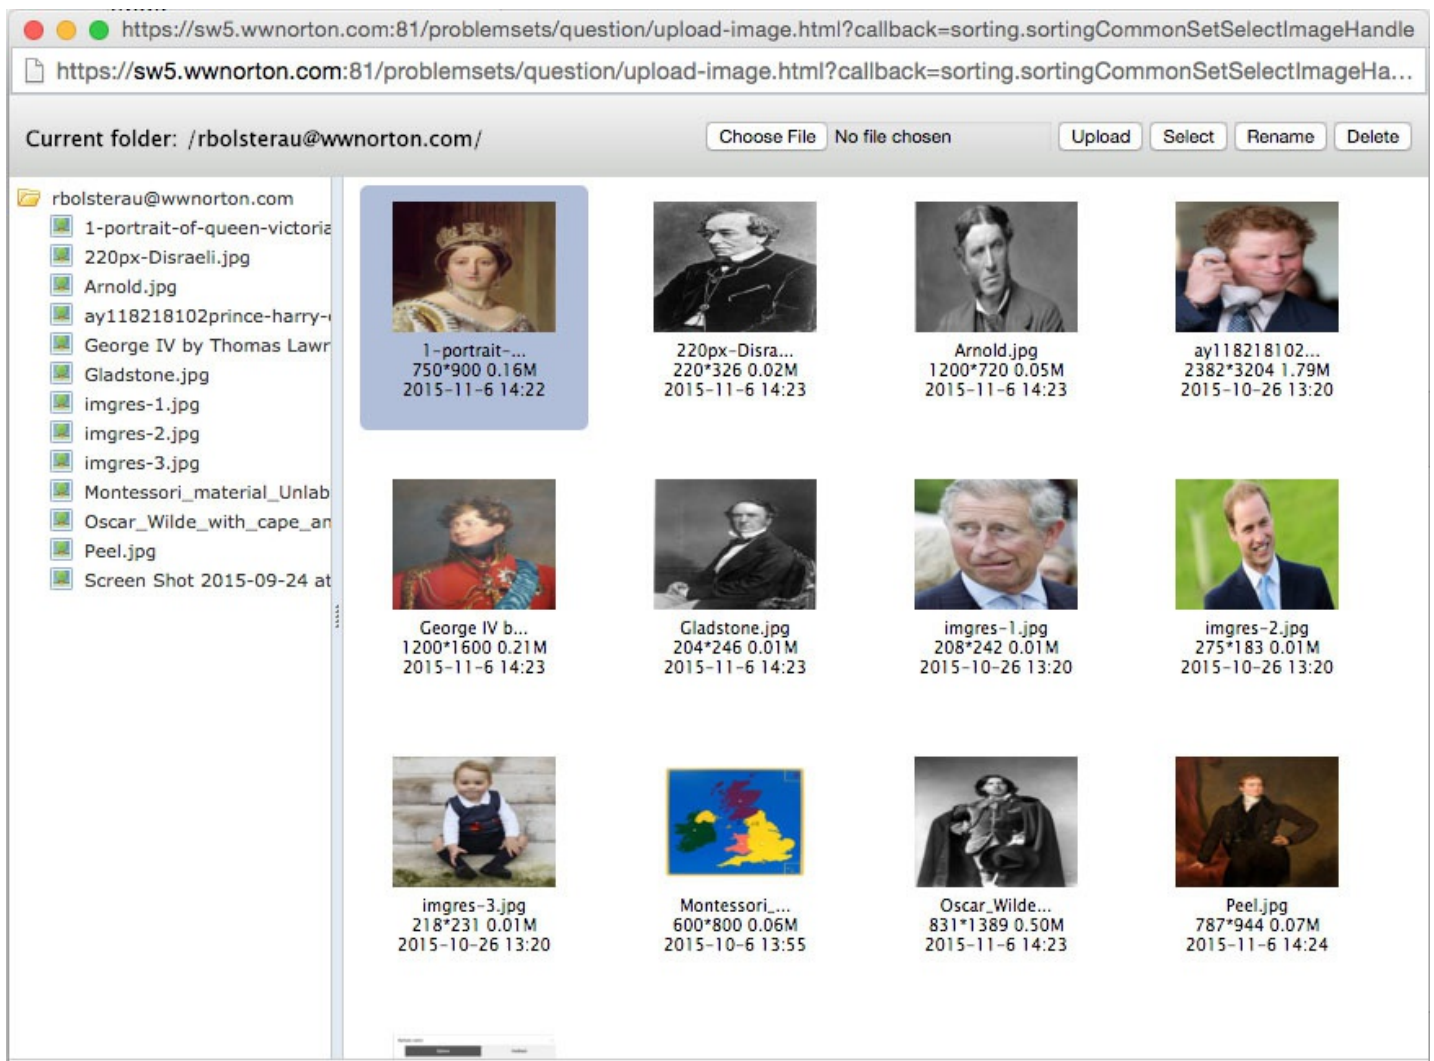 https://sw5.wwnorton.com:81/problemsets/question/upload-image.html?callback=sorting.sortingCommonSetSelectImageHandle
https://sw5.wwnorton.com:81/problemsets/question/upload-image.html?callback=sorting.sortingCommonSetSelectImageHa...
Current folder: /rbolsterau@wwnorton.com/ Choose File No file chosen Upload Select Rename Delete
rbolsterau@wwnorton.com
1-portrait-of-queen-victoria
220px-Disraeli.jpg
Arnold.jpg
ay118218102prince-harry-
George IV by Thomas Lawr
Gladstone.jpg
imgres-1.jpg
imgres-2.jpg
imgres-3.jpg
Montessori_material_Unlab
Oscar_Wilde_with_cape_an
Peel.jpg
Screen Shot 2015-09-24 at
1-portrait-... 220px-Disra... Arnold.jpg ay118218102...
750*900 0.16M 220*326 0.02M 1200*720 0.05M 2382*3204 1.79M
2015-11-6 14:22 2015-11-6 14:23 2015-11-6 14:23 2015-10-26 13:20
George IV b... Gladstone.jpg imgres-1.jpg imgres-2.jpg
1200*1600 0.21M 204*246 0.01M 208*242 0.01M 275*183 0.01M
2015-11-6 14:23 2015-11-6 14:23 2015-10-26 13:20 2015-10-26 13:20
imgres-3.jpg Montessori_... Oscar_Wilde... Peel.jpg
218*231 0.01M 600*800 0.06M 831*1389 0.50M 787*944 0.07M
2015-10-26 13:20 2015-10-6 13:55 2015-11-6 14:23 2015-11-6 14:24